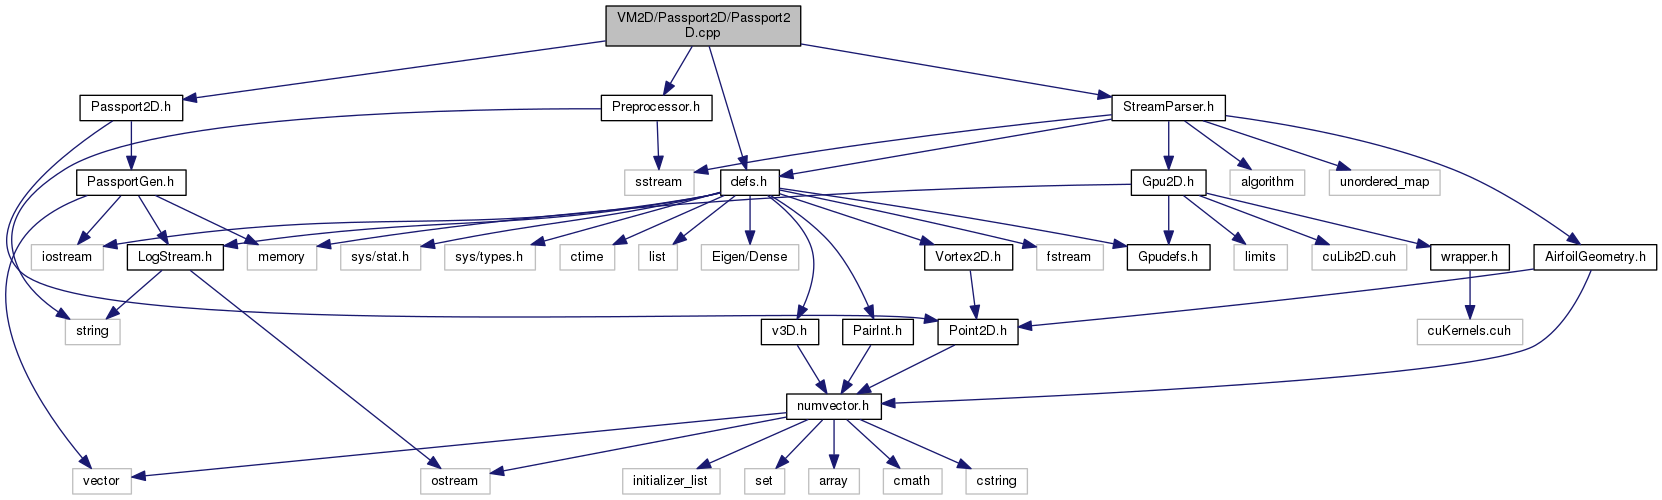 VM2D/Passport2D/Passport2
D.cpp
Passport2D.h
Preprocessor.h
StreamParser.h
PassportGen.h
sstream
defs.h
Gpu2D.h
algorithm
unordered_map
iostream
LogStream.h
memory
sys/stat.h
sys/types.h
ctime
list
Eigen/Dense
Vortex2D.h
fstream
Gpudefs.h
limits
cuLib2D.cuh
wrapper.h
AirfoilGeometry.h
string
v3D.h
PairInt.h
Point2D.h
cuKernels.cuh
numvector.h
vector
ostream
initializer_list
set
array
cmath
cstring